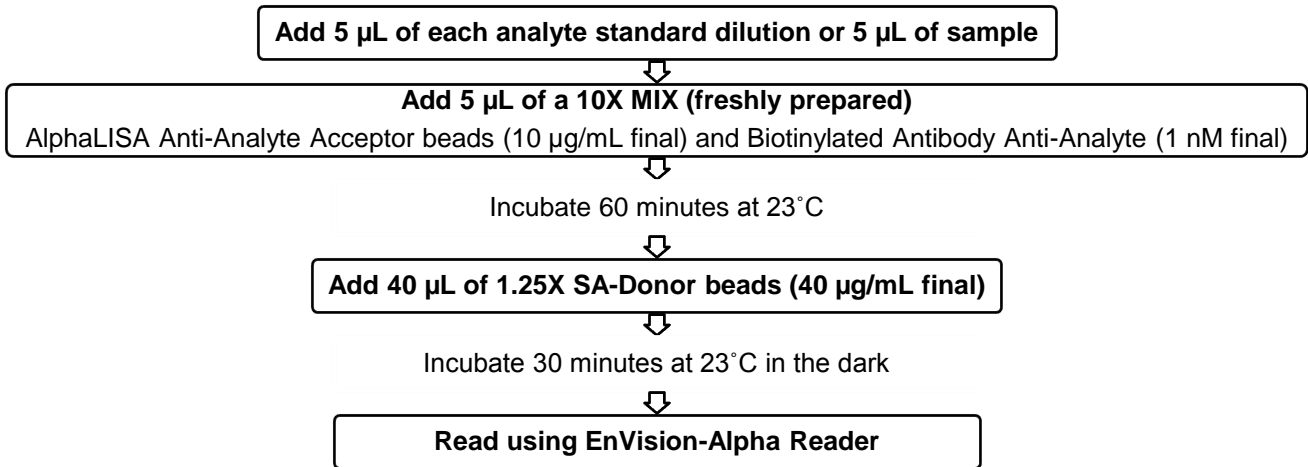 Add 5 µL of each analyte standard dilution or 5 µL of sample
Add 5 µL of a 10X MIX (freshly prepared)
AlphaLISA Anti-Analyte Acceptor beads (10 µg/mL final) and Biotinylated Antibody Anti-Analyte (1 nM final)
Incubate 60 minutes at 23˚C
Add 40 µL of 1.25X SA-Donor beads (40 µg/mL final)
Incubate 30 minutes at 23˚C in the dark
Read using EnVision-Alpha Reader